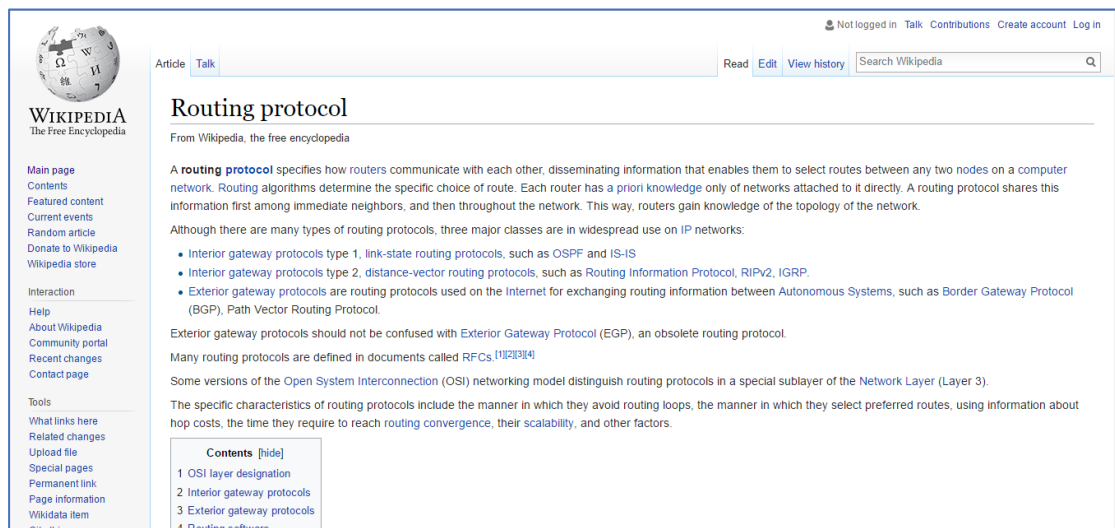 Not logged in Talk Contributions Create account Log in
Article Talk Read Edit View history Search Wikipedia
WIKIPEDIA
The Free Encyclopedia
Main page
Contents
Featured content
Current events
Random article
Donate to Wikipedia
Wikipedia store
Interaction
Help
About Wikipedia
Community portal
Recent changes
Contact page
Tools
What links here
Related changes
Upload file
Special pages
Permanent link
Page information
Wikidata item
Routing protocol
From Wikipedia, the free encyclopedia
A routing protocol specifies how routers communicate with each other, disseminating information that enables them to select routes between any two nodes on a computer
network. Routing algorithms determine the specific choice of route. Each router has a priori knowledge only of networks attached to it directly. A routing protocol shares this
information first among immediate neighbors, and then throughout the network. This way, routers gain knowledge of the topology of the network.
Although there are many types of routing protocols, three major classes are in widespread use on IP networks:
• Interior gateway protocols type 1, link-state routing protocols, such as OSPF and IS-IS
• Interior gateway protocols type 2, distance-vector routing protocols, such as Routing Information Protocol, RIPv2, IGRP.
• Exterior gateway protocols are routing protocols used on the Internet for exchanging routing information between Autonomous Systems, such as Border Gateway Protocol
(BGP), Path Vector Routing Protocol.
Exterior gateway protocols should not be confused with Exterior Gateway Protocol (EGP), an obsolete routing protocol.
Many routing protocols are defined in documents called RFCs.[1][2][3][4]
Some versions of the Open System Interconnection (OSI) networking model distinguish routing protocols in a special sublayer of the Network Layer (Layer 3).
The specific characteristics of routing protocols include the manner in which they avoid routing loops, the manner in which they select preferred routes, using information about
hop costs, the time they require to reach routing convergence, their scalability, and other factors.
Contents [hide]
1 OSI layer designation
2 Interior gateway protocols
3 Exterior gateway protocols
4 Routing software